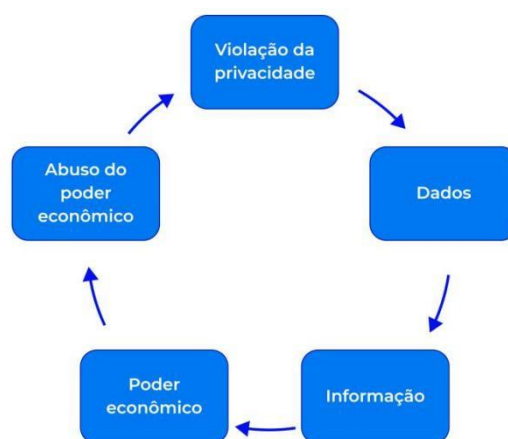 Violação da
privacidade
Dados
Informação
Poder
econômico
Abuso do
poder
econômico